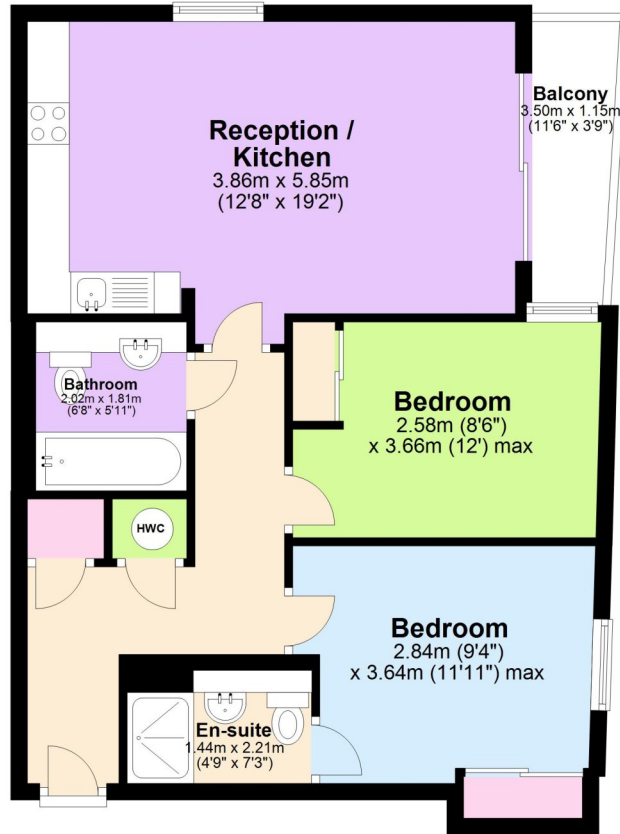 Reception /
Kitchen
3.86m x 5.85m
(12'8" x 19'2")
Balcony
3.50m x 1.15m
(11'6" x 3'9")
Bathroom
2.02m x 1.81m
(6'8" x 5'11")
Bedroom
2.58m (8'6")
x 3.66m (12') max
HWC
Bedroom
2.84m (9'4")
x 3.64m (11'11") max
En-suite
1.44m x 2.21m
(4'9" x 7'3")